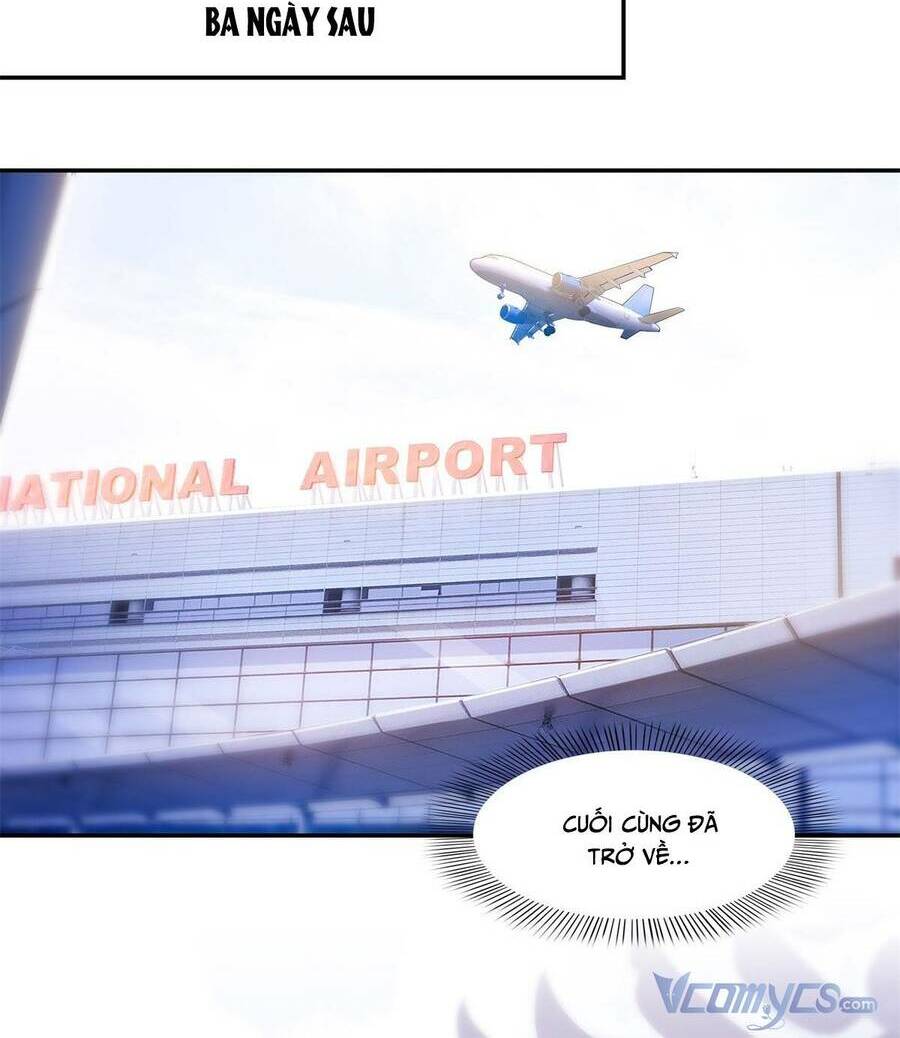 BA NGÀY SAU
NATIONAL AIRPORT
CUỐI CÙNG ĐÃ
TRỞ VỀ...
VCOMYCS.com